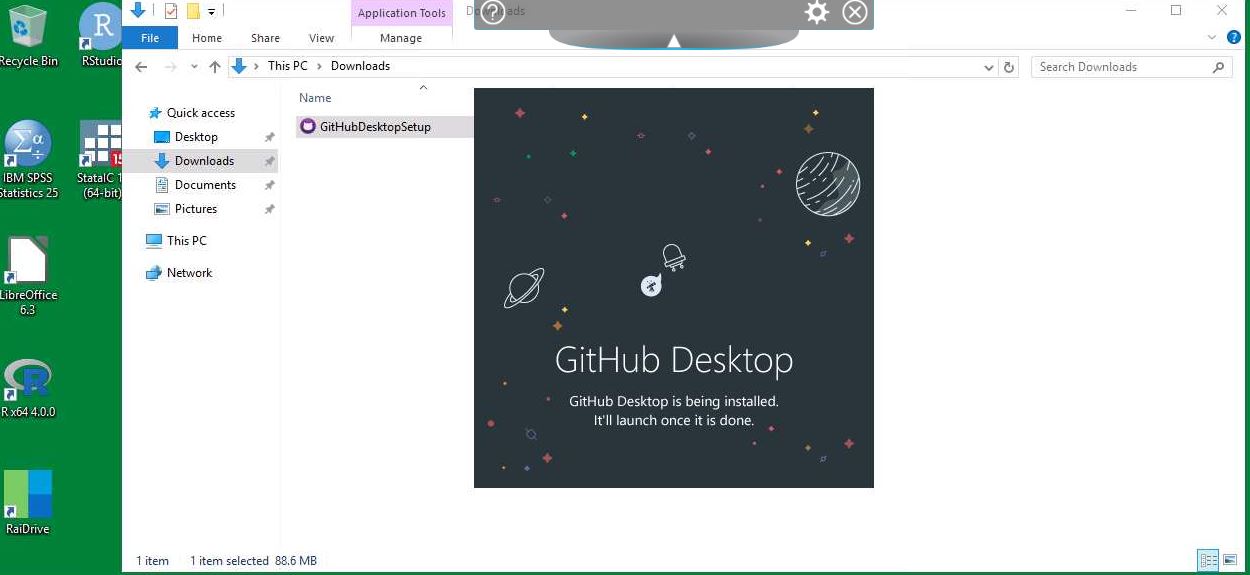 Recycle Bin
RStudio
IBM SPSS
Statistics 25
StataIC 1
(64-bit)
15
Σα
÷
LibreOffice
6.3
R x64 4.0.0
RaiDrive
Application Tools
Downloads
File
Home
Share
View
Manage
This PC
Downloads
Search Downloads
Quick access
Desktop
Downloads
Documents
Pictures
This PC
Network
Name
GitHubDesktopSetup
GitHub Desktop
GitHub Desktop is being installed.
It'll launch once it is done.
1 item
1 item selected 88.6 MB